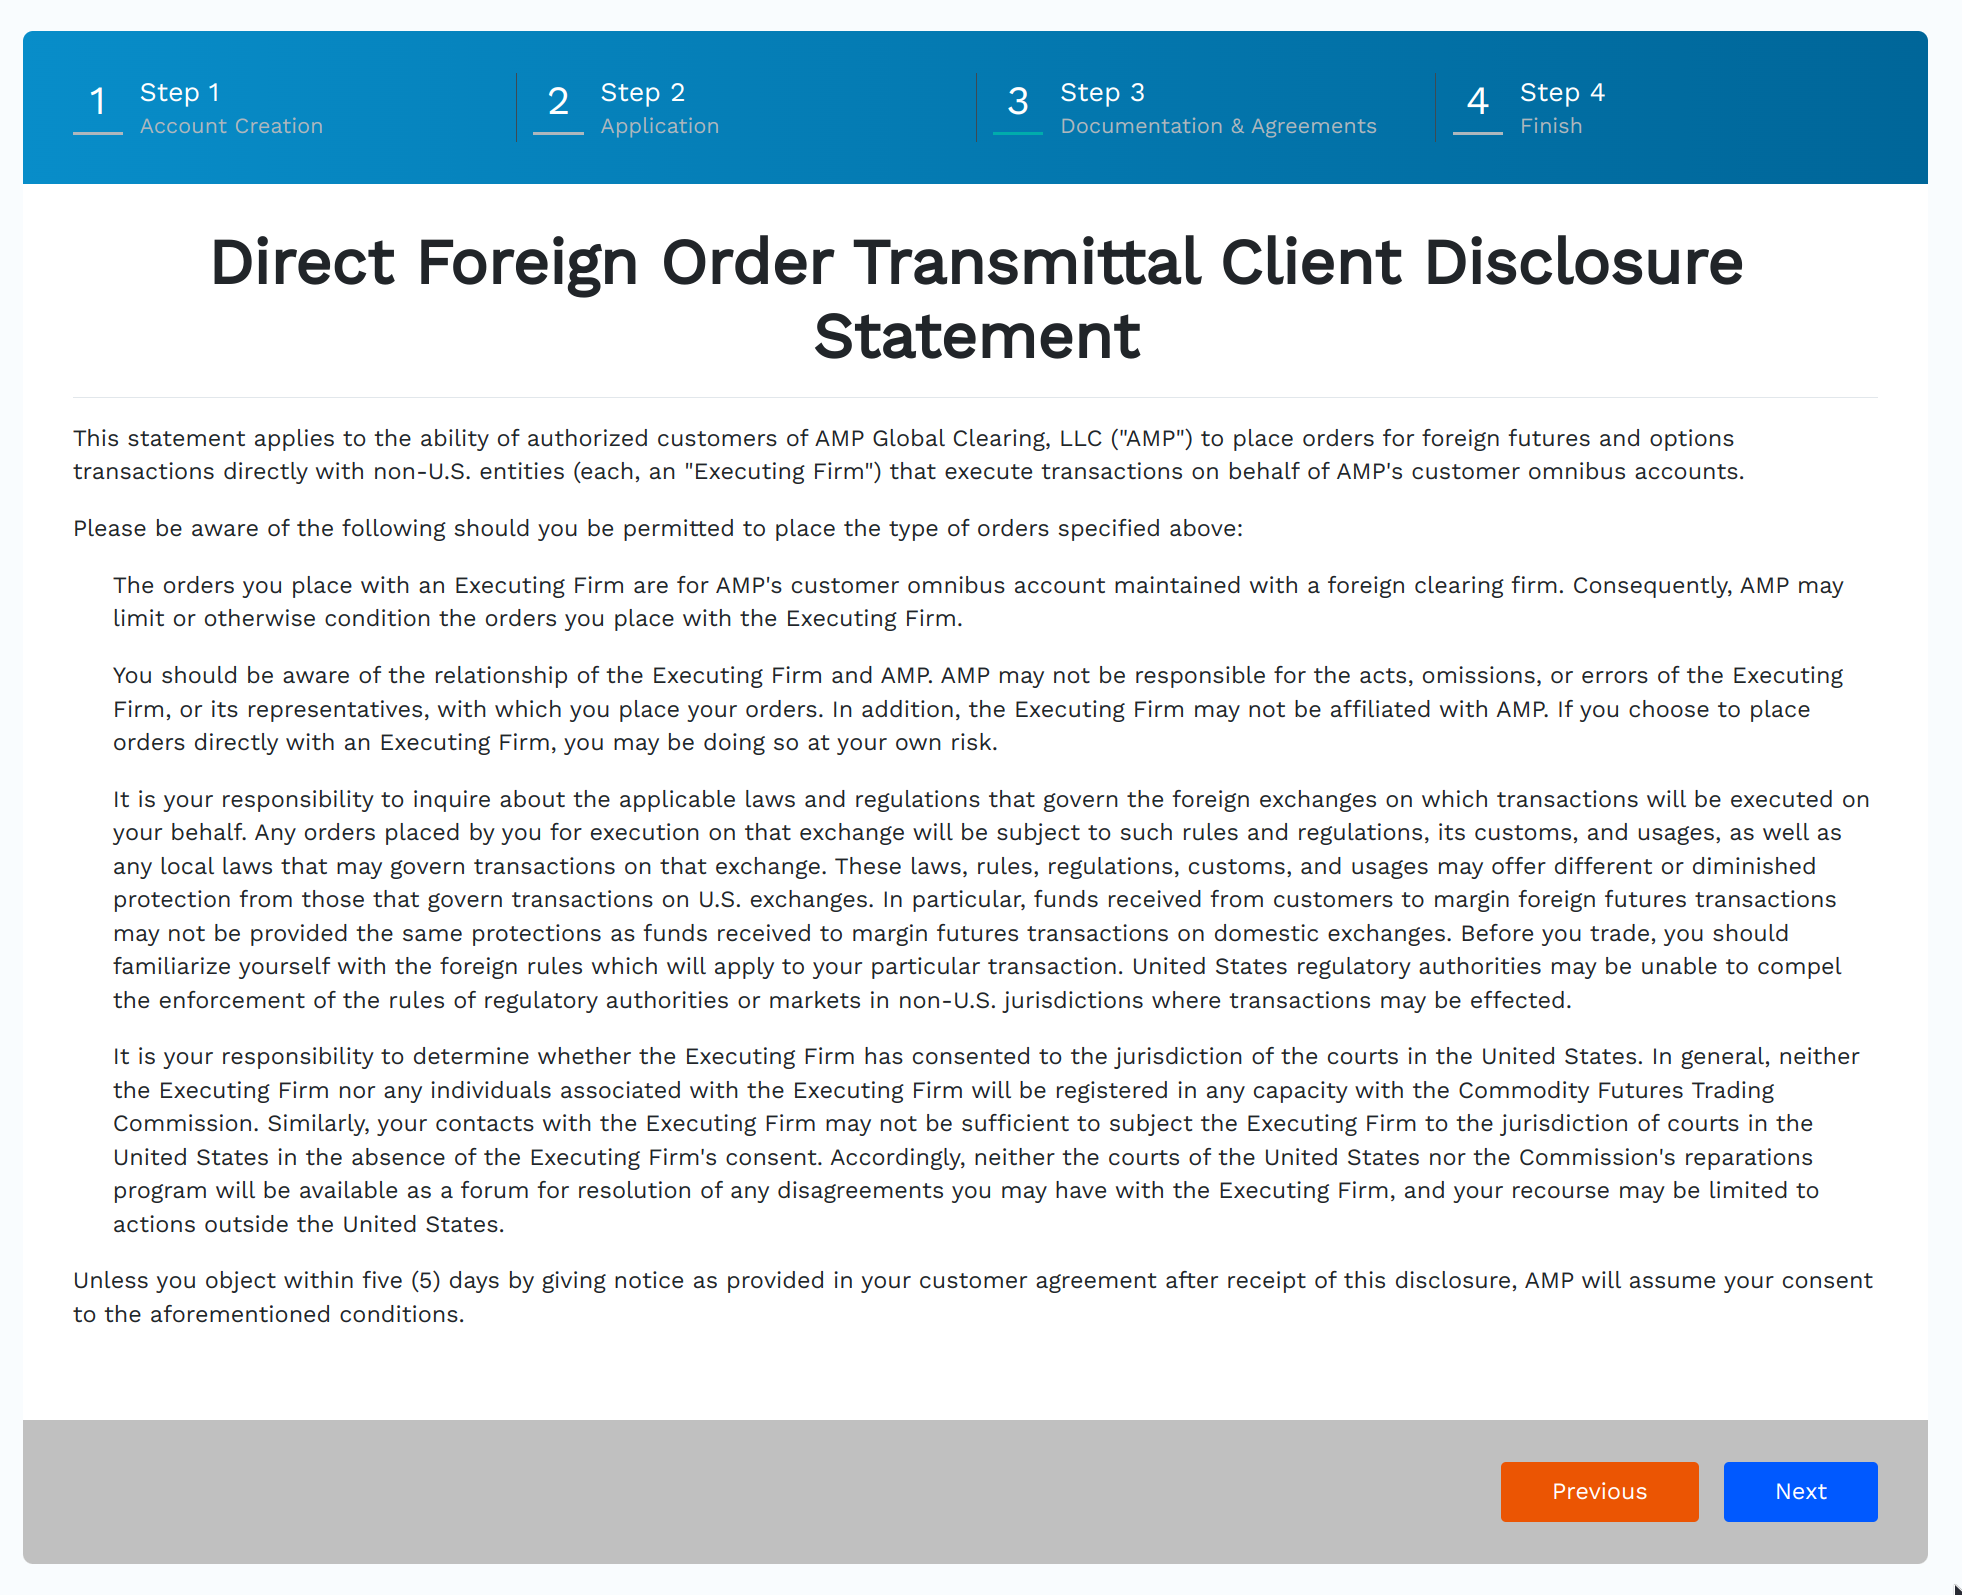 1
Step 1
Account Creation
2
Step 2
Application
3
Step 3
Documentation & Agreements
4
Step 4
Finish
Direct Foreign Order Transmittal Client Disclosure
Statement
This statement applies to the ability of authorized customers of AMP Global Clearing, LLC ("AMP") to place orders for foreign futures and options
transactions directly with non-U.S. entities (each, an "Executing Firm") that execute transactions on behalf of AMP's customer omnibus accounts.
Please be aware of the following should you be permitted to place the type of orders specified above:
The orders you place with an Executing Firm are for AMP's customer omnibus account maintained with a foreign clearing firm. Consequently, AMP may
limit or otherwise condition the orders you place with the Executing Firm.
You should be aware of the relationship of the Executing Firm and AMP. AMP may not be responsible for the acts, omissions, or errors of the Executing
Firm, or its representatives, with which you place your orders. In addition, the Executing Firm may not be affiliated with AMP. If you choose to place
orders directly with an Executing Firm, you may be doing so at your own risk.
It is your responsibility to inquire about the applicable laws and regulations that govern the foreign exchanges on which transactions will be executed on
your behalf. Any orders placed by you for execution on that exchange will be subject to such rules and regulations, its customs, and usages, as well as
any local laws that may govern transactions on that exchange. These laws, rules, regulations, customs, and usages may offer different or diminished
protection from those that govern transactions on U.S. exchanges. In particular, funds received from customers to margin foreign futures transactions
may not be provided the same protections as funds received to margin futures transactions on domestic exchanges. Before you trade, you should
familiarize yourself with the foreign rules which will apply to your particular transaction. United States regulatory authorities may be unable to compel
the enforcement of the rules of regulatory authorities or markets in non-U.S. jurisdictions where transactions may be effected.
It is your responsibility to determine whether the Executing Firm has consented to the jurisdiction of the courts in the United States. In general, neither
the Executing Firm nor any individuals associated with the Executing Firm will be registered in any capacity with the Commodity Futures Trading
Commission. Similarly, your contacts with the Executing Firm may not be sufficient to subject the Executing Firm to the jurisdiction of courts in the
United States in the absence of the Executing Firm's consent. Accordingly, neither the courts of the United States nor the Commission's reparations
program will be available as a forum for resolution of any disagreements you may have with the Executing Firm, and your recourse may be limited to
actions outside the United States.
Unless you object within five (5) days by giving notice as provided in your customer agreement after receipt of this disclosure, AMP will assume your consent
to the aforementioned conditions.
Previous
Next